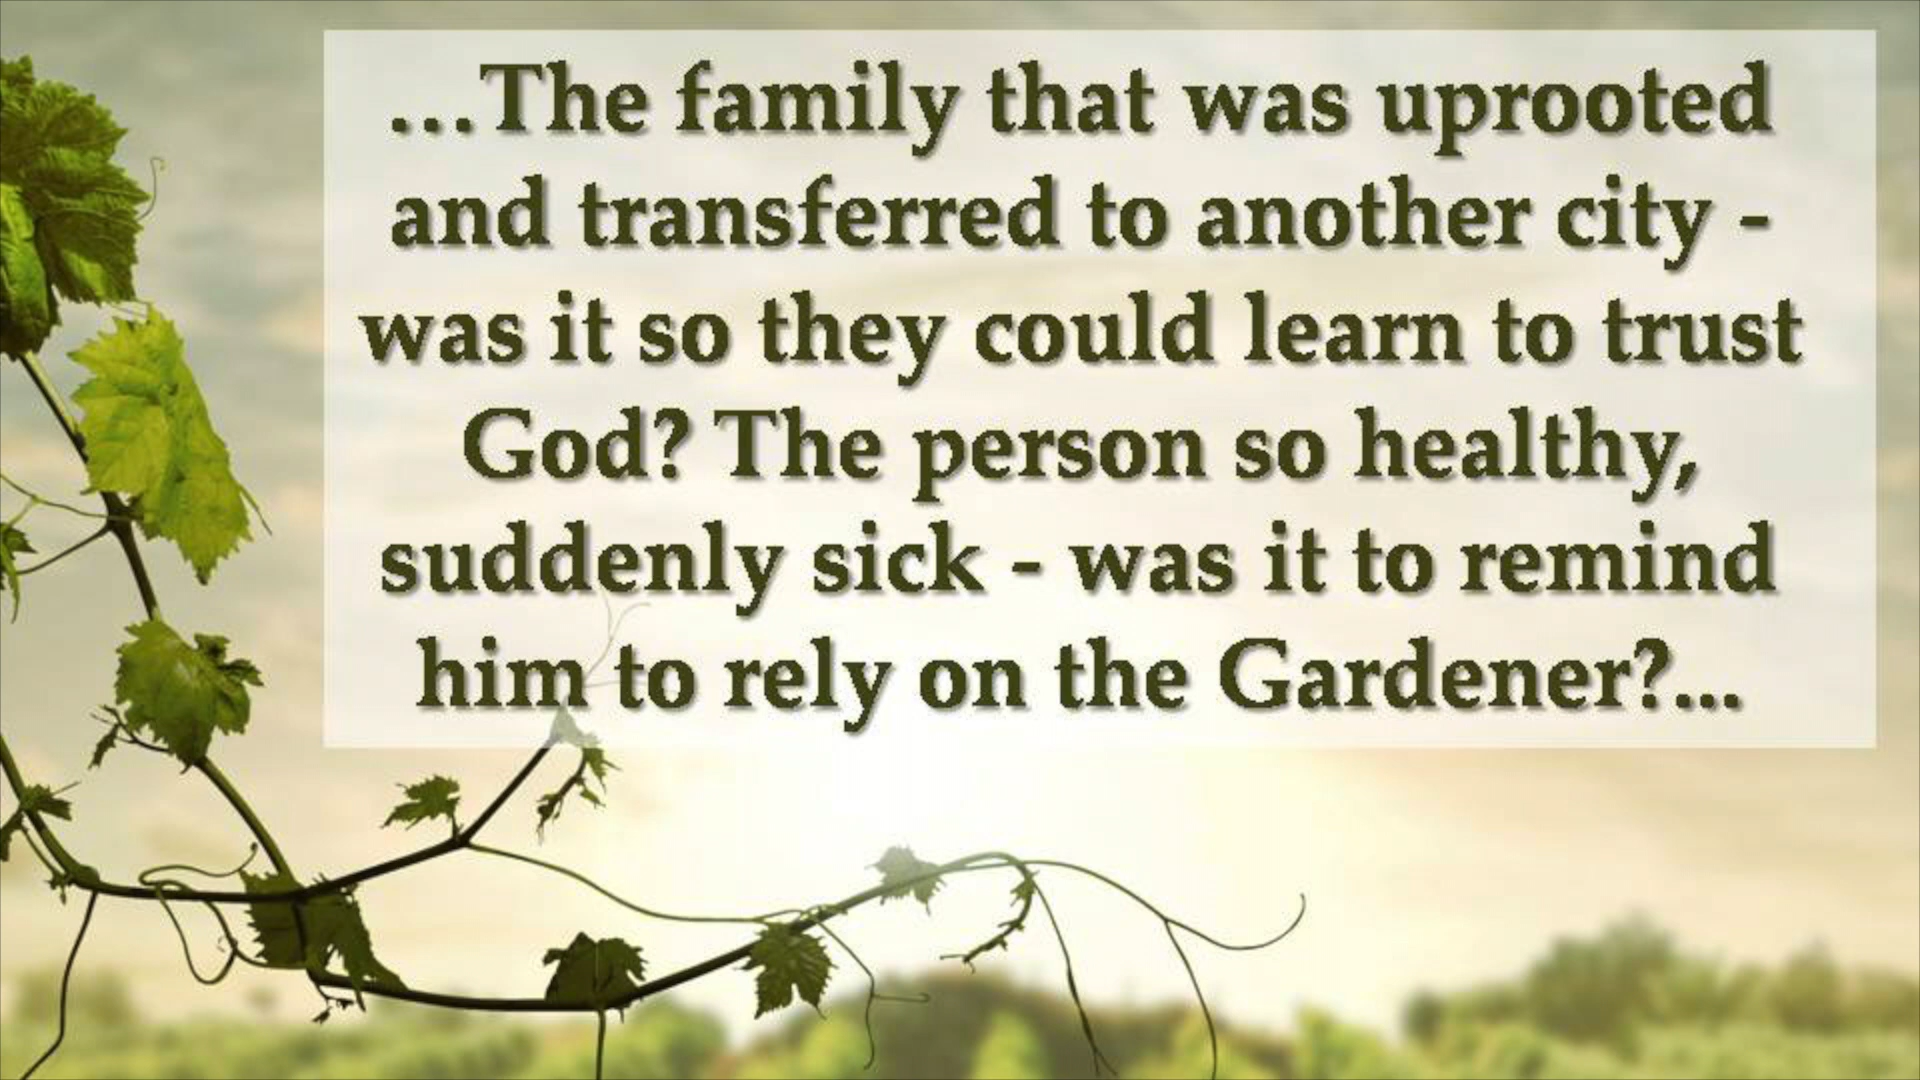 ...The family that was uprooted
and transferred to another city -
was it so they could learn to trust
God? The person so healthy,
suddenly sick - was it to remind
him to rely on the Gardener?...